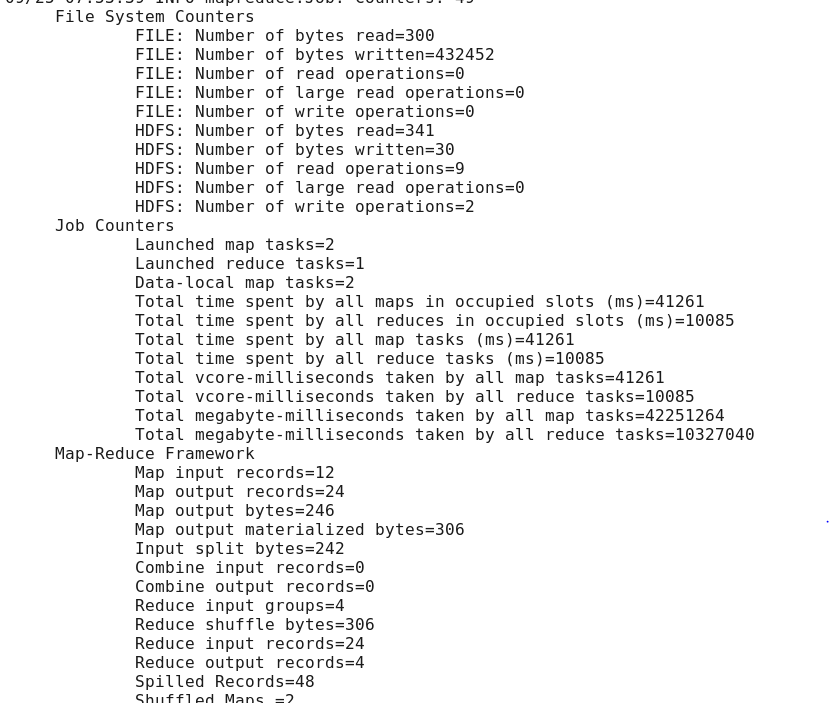 09/23 07:53:39 INFO mapreduce.Job: Counters: 49
File System Counters
FILE: Number of bytes read=300
FILE: Number of bytes written=432452
FILE: Number of read operations=0
FILE: Number of large read operations=0
FILE: Number of write operations=0
HDFS: Number of bytes read=341
HDFS: Number of bytes written=30
HDFS: Number of read operations=9
HDFS: Number of large read operations=0
HDFS: Number of write operations=2
Job Counters
Launched map tasks=2
Launched reduce tasks=1
Data-local map tasks=2
Total time spent by all maps in occupied slots (ms)=41261
Total time spent by all reduces in occupied slots (ms)=10085
Total time spent by all map tasks (ms)=41261
Total time spent by all reduce tasks (ms)=10085
Total vcore-milliseconds taken by all map tasks=41261
Total vcore-milliseconds taken by all reduce tasks=10085
Total megabyte-milliseconds taken by all map tasks=42251264
Total megabyte-milliseconds taken by all reduce tasks=10327040
Map-Reduce Framework
Map input records=12
Map output records=24
Map output bytes=246
Map output materialized bytes=306
Input split bytes=242
Combine input records=0
Combine output records=0
Reduce input groups=4
Reduce shuffle bytes=306
Reduce input records=24
Reduce output records=4
Spilled Records=48
Shuffled Maps =2